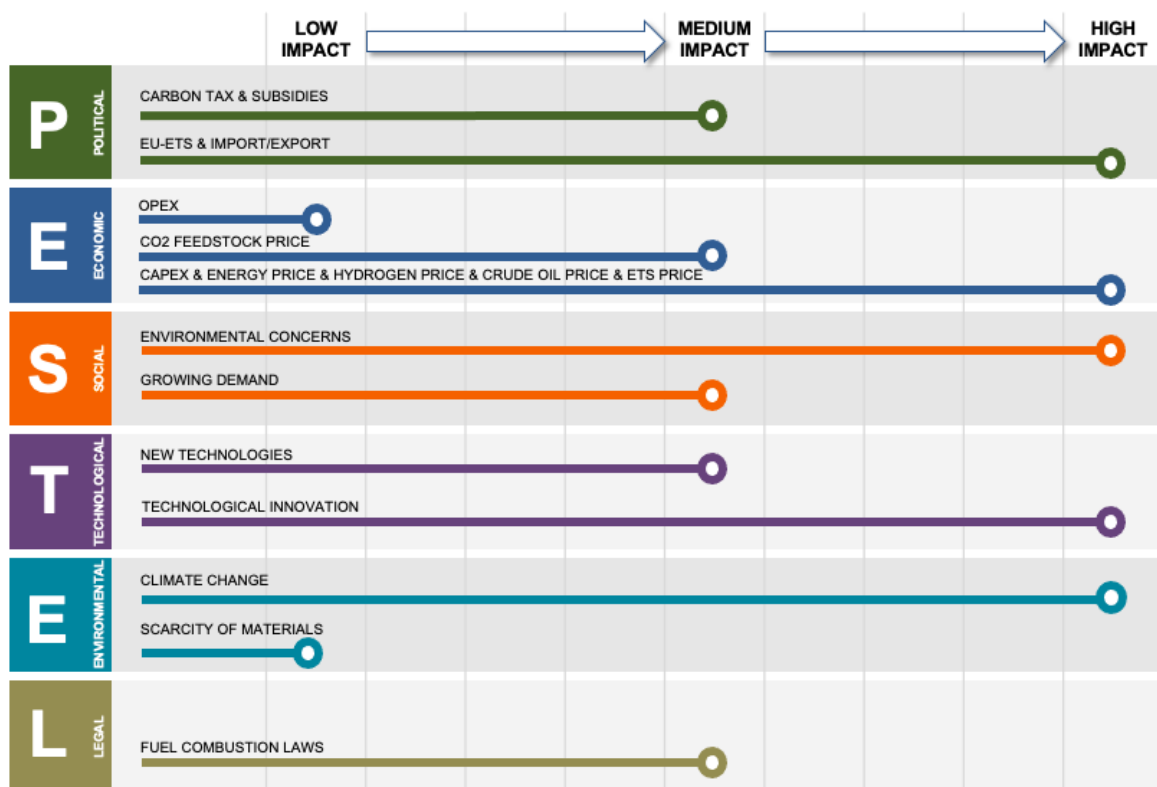 LOW
IMPACT
MEDIUM
IMPACT
HIGH
IMPACT
P
POLITICAL
CARBON TAX & SUBSIDIES
EU-ETS & IMPORT/EXPORT
E
ECONOMIC
OPEX
CO2 FEEDSTOCK PRICE
CAPEX & ENERGY PRICE & HYDROGEN PRICE & CRUDE OIL PRICE & ETS PRICE
S
SOCIAL
ENVIRONMENTAL CONCERNS
GROWING DEMAND
T
TECHNOLOGICAL
NEW TECHNOLOGIES
TECHNOLOGICAL INNOVATION
E
ENVIRONMENTAL
CLIMATE CHANGE
SCARCITY OF MATERIALS
L
LEGAL
FUEL COMBUSTION LAWS